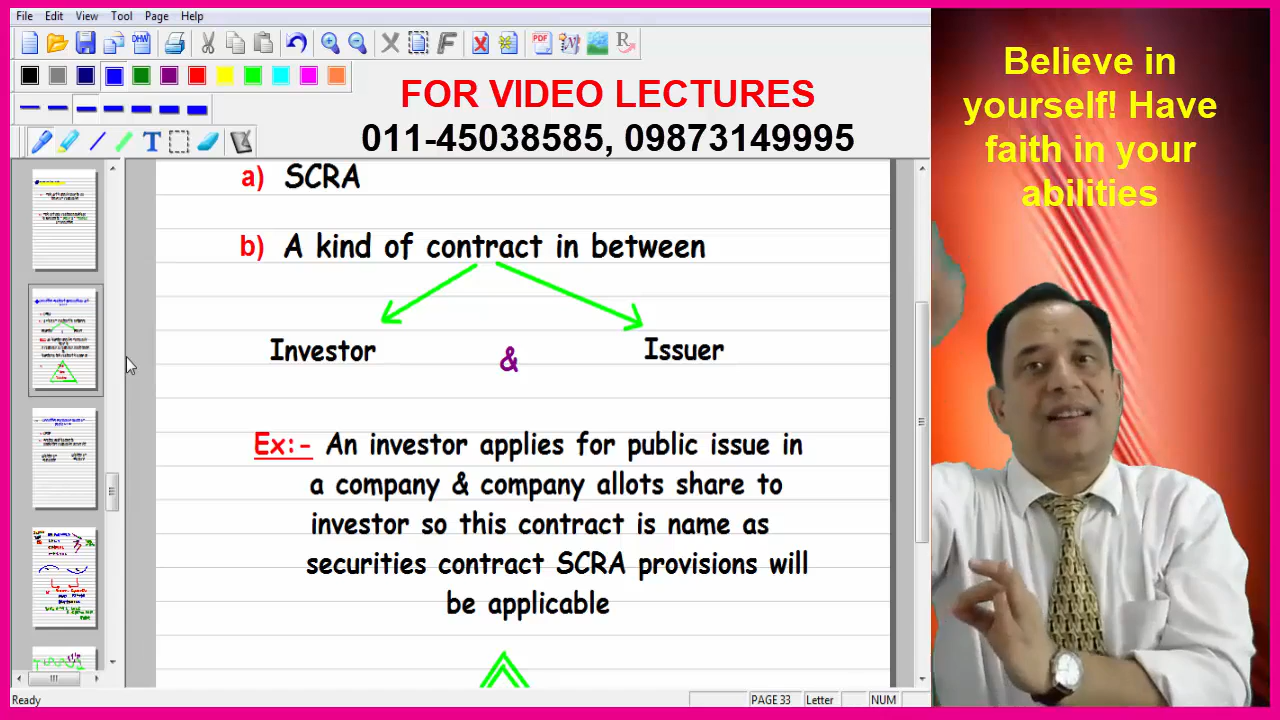 File Edit View Tool Page Help
FOR VIDEO LECTURES
011-45038585, 09873149995
Believe in
yourself! Have
faith in your
abilities
a) SCRA
b) A kind of contract in between
Investor & Issuer
Ex:- An investor applies for public issue in
a company & company allots share to
investor so this contract is name as
securities contract SCRA provisions will
be applicable
Ready PAGE 33 Letter NUM